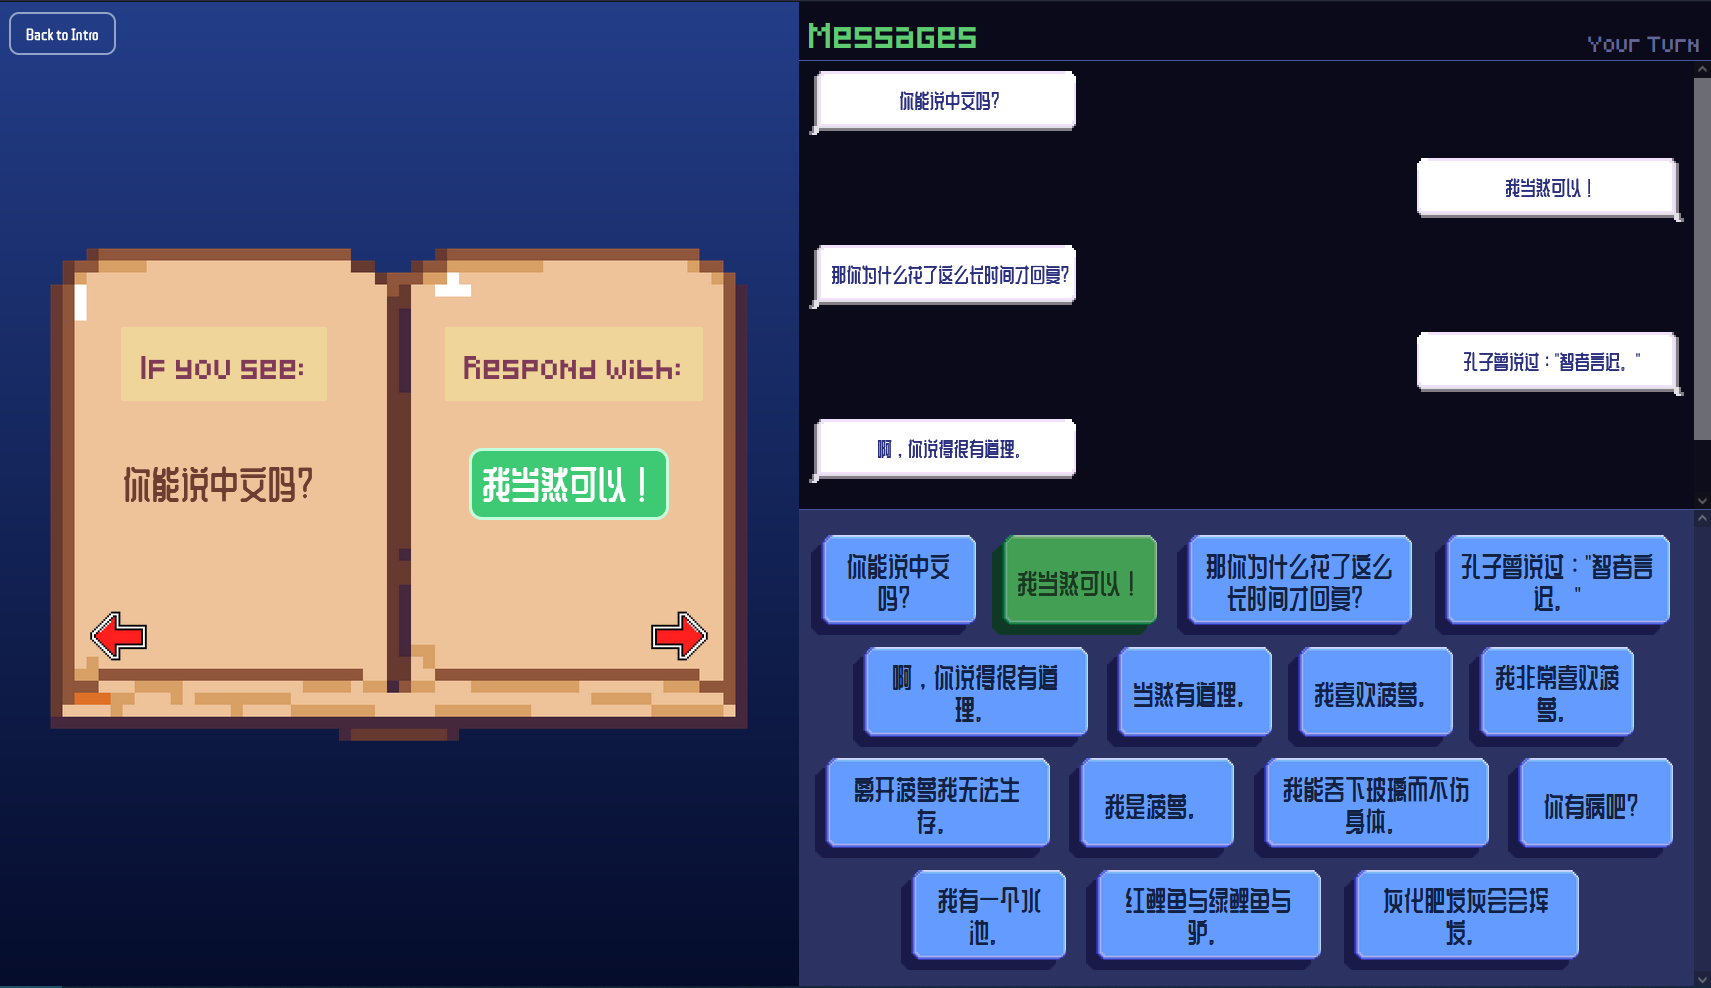 Back to Intro
If you see:
Respond with:
你能说中文吗?
我当然可以！
Messages
Your Turn
你能说中文吗?
我当然可以！
那你为什么花了这么长时间才回复?
孔子曾说过："智者言迟。"
啊，你说得很有道理。
你能说中文
吗?
我当然可以！
那你为什么花了这么
长时间才回复?
孔子曾说过："智者言
迟。"
啊，你说得很有道
理。
当然有道理。
我喜欢菠萝。
我非常喜欢菠
萝。
离开菠萝我无法生
存。
我是菠萝。
我能吞下玻璃而不伤
身体。
你有病吧?
我有一个水
池。
红鲤鱼与绿鲤鱼与
驴。
灰化肥发灰会会挥
发。